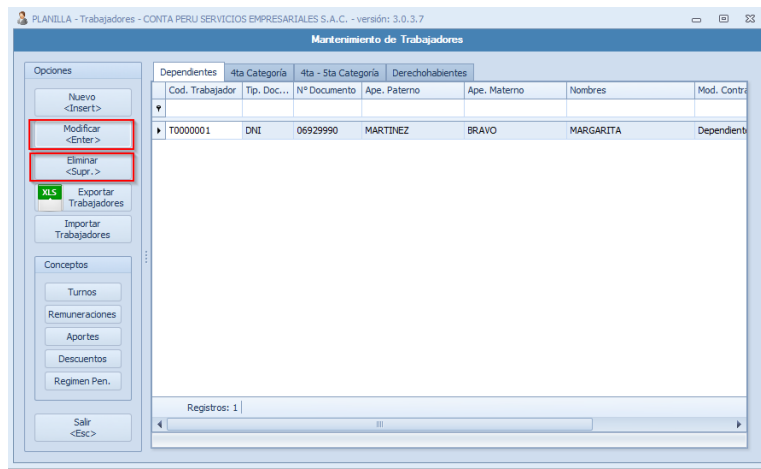 PLANILLA - Trabajadores - CONTA PERU SERVICIOS EMPRESARIALES S.A.C. - versión: 3.0.3.7
Mantenimiento de Trabajadores
Opciones
Nuevo
<Insert>
Modificar
<Enter>
Eliminar
<Supr.>
XLS
Exportar
Trabajadores
Importar
Trabajadores
Conceptos
Turnos
Remuneraciones
Aportes
Descuentos
Regimen Pen.
Salir
<Esc>
Dependientes 4ta Categoría 4ta - 5ta Categoría Derechohabientes
Cod. Trabajador Tip. Doc... Nº Documento Ape. Paterno Ape. Materno Nombres Mod. Contra
T0000001 DNI 06929990 MARTINEZ BRAVO MARGARITA Dependient
Registros: 1